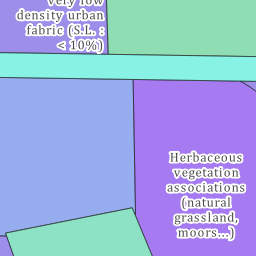 very low
density urban
fabric (S.L. :
< 10%)
Herbaceous
vegetation
associations
(natural
grassland,
moors...)